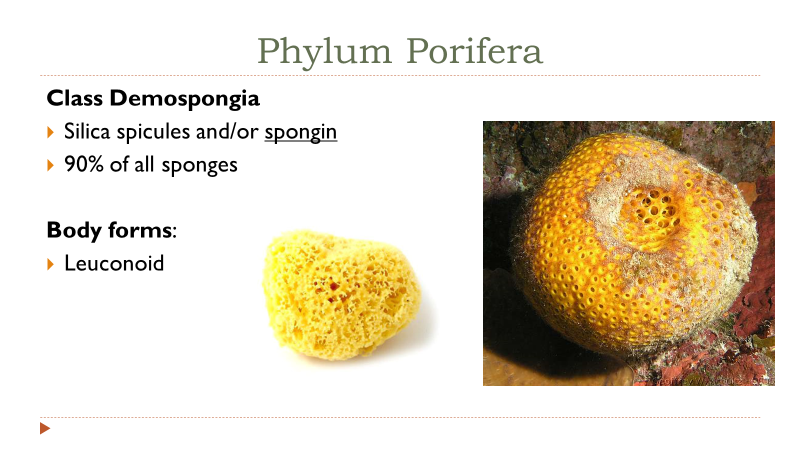 Phylum Porifera
Class Demospongia
Silica spicules and/or spongin
90% of all sponges
Body forms:
Leuconoid